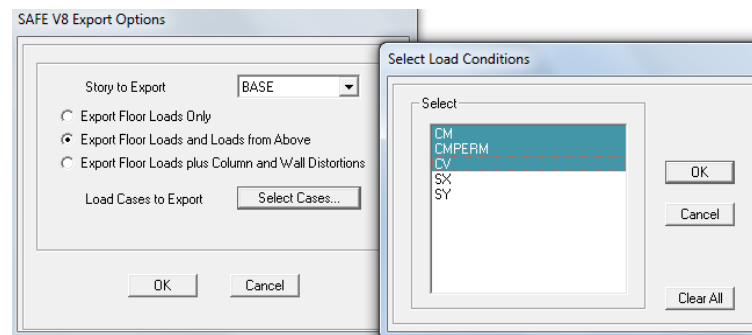 SAFE V8 Export Options
Story to Export BASE
Export Floor Loads Only
Export Floor Loads and Loads from Above
Export Floor Loads plus Column and Wall Distortions
Load Cases to Export Select Cases...
OK Cancel
Select Load Conditions
Select
CM
CMPERM
CV
SX
SY
OK
Cancel
Clear All